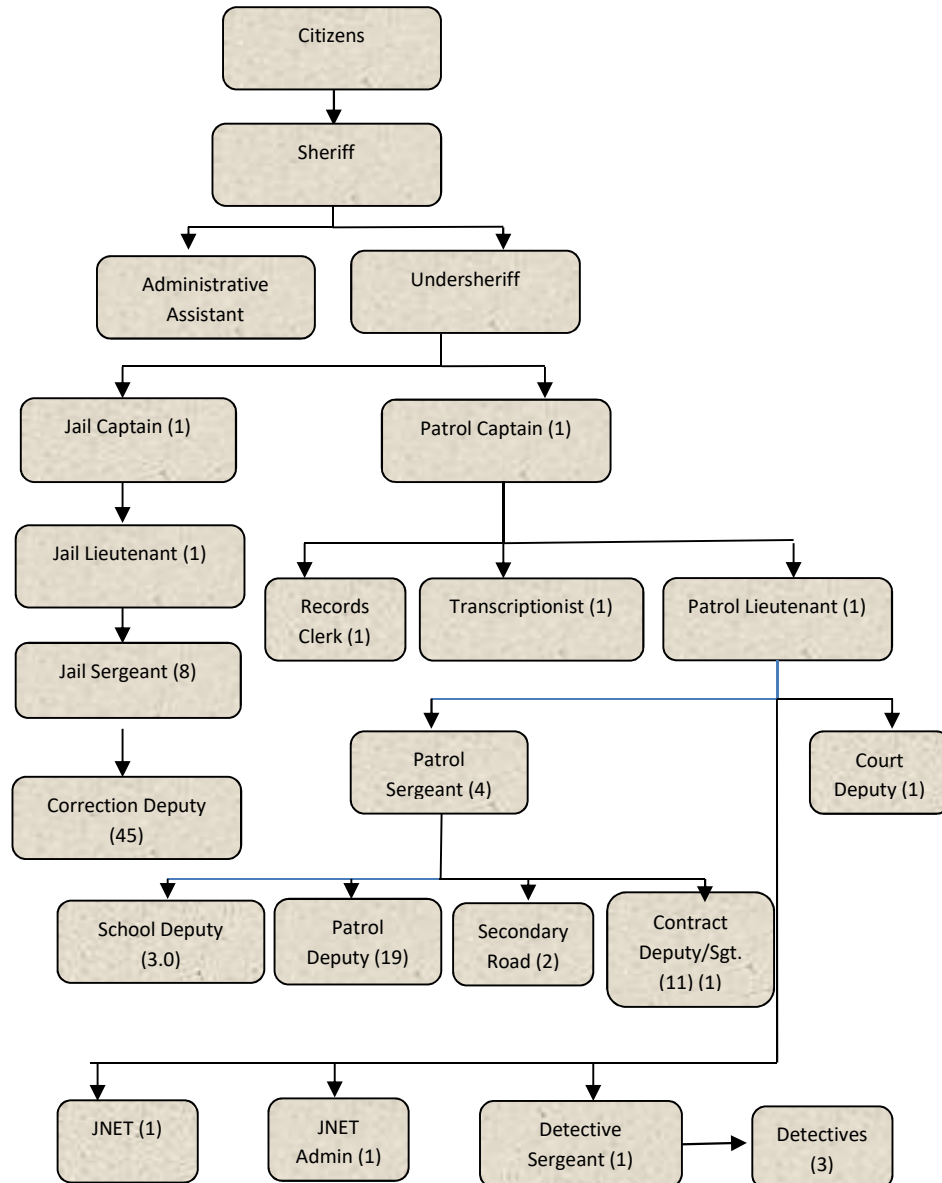 Citizens
Sheriff
Administrative
Assistant
Undersheriff
Jail Captain (1)
Patrol Captain (1)
Jail Lieutenant (1)
Records
Clerk (1)
Transcriptionist (1)
Patrol Lieutenant (1)
Jail Sergeant (8)
Patrol
Sergeant (4)
Court
Deputy (1)
Correction Deputy
(45)
School Deputy
(3.0)
Patrol
Deputy (19)
Secondary
Road (2)
Contract
Deputy/Sgt.
(11) (1)
JNET (1)
JNET
Admin (1)
Detective
Sergeant (1)
Detectives
(3)